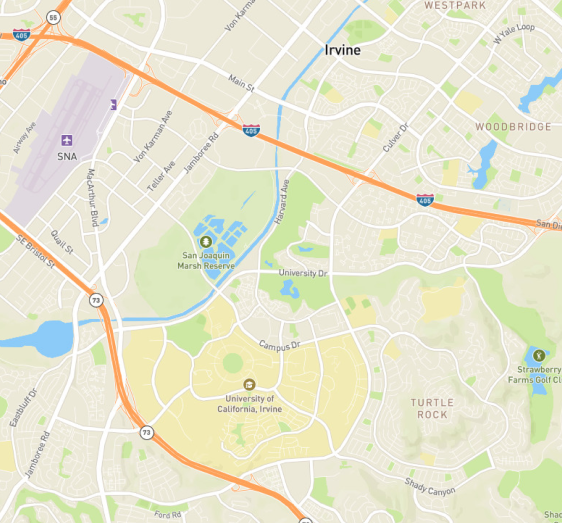 WESTPARK
55
Von Karman Ave
W Yale Loop
405
Irvine
Main St
WOODBRIDGE
Airway Ave
Von Karman Ave
Culver Dr
405
Jamboree Rd
SNA
Teller Ave
MacArthur Blvd
Harvard Ave
405
San Di
Quail St
SE Bristol St
San Joaquin
Marsh Reserve
University Dr
73
Campus Dr
Strawberry
Farms Golf Cl
Eastbluff Dr
University of
California, Irvine
TURTLE
ROCK
73
Jamboree Rd
Shady Canyon
Ford Rd
Shad